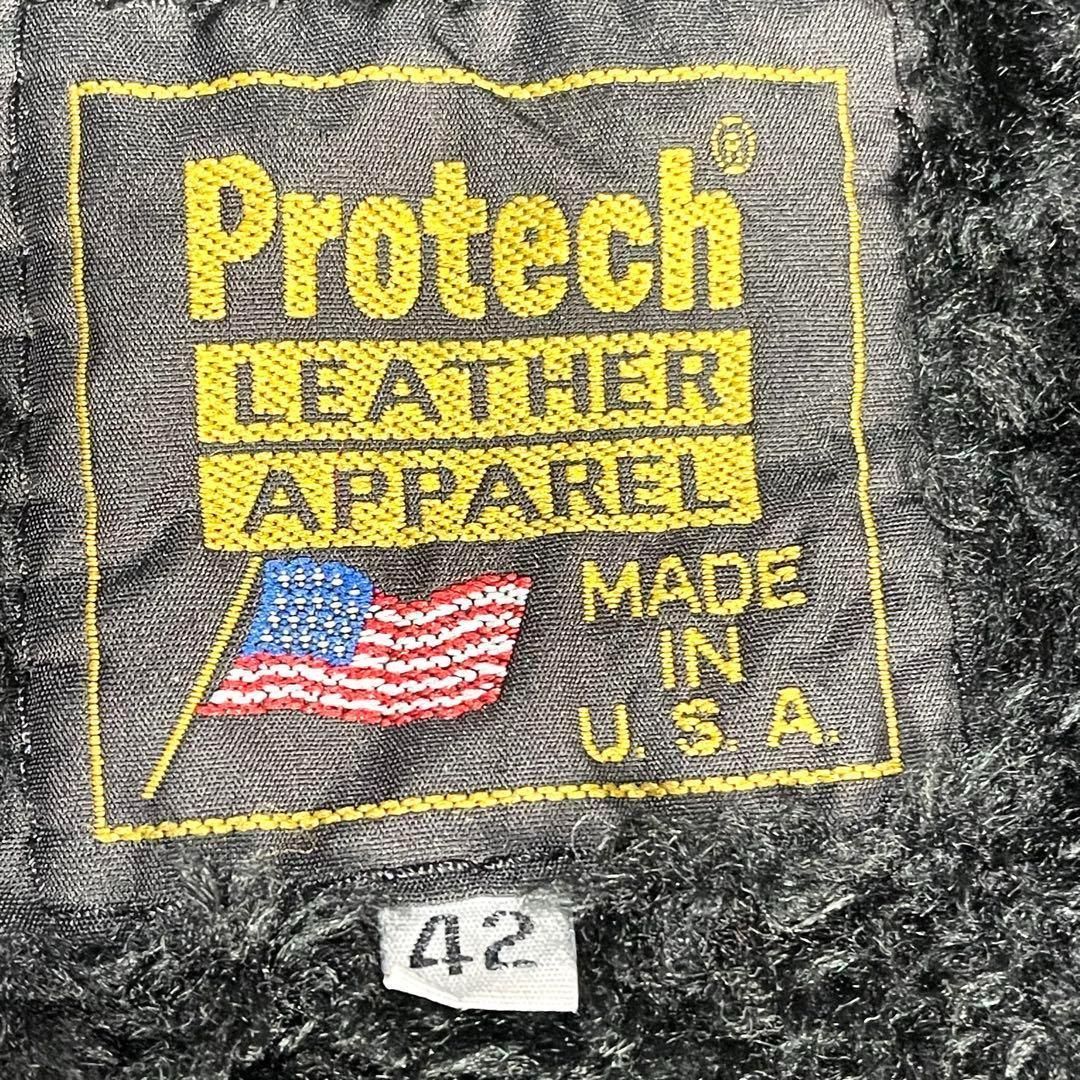 Protech®
LEATHER
APPAREL
MADE
IN
U.S.A.
42